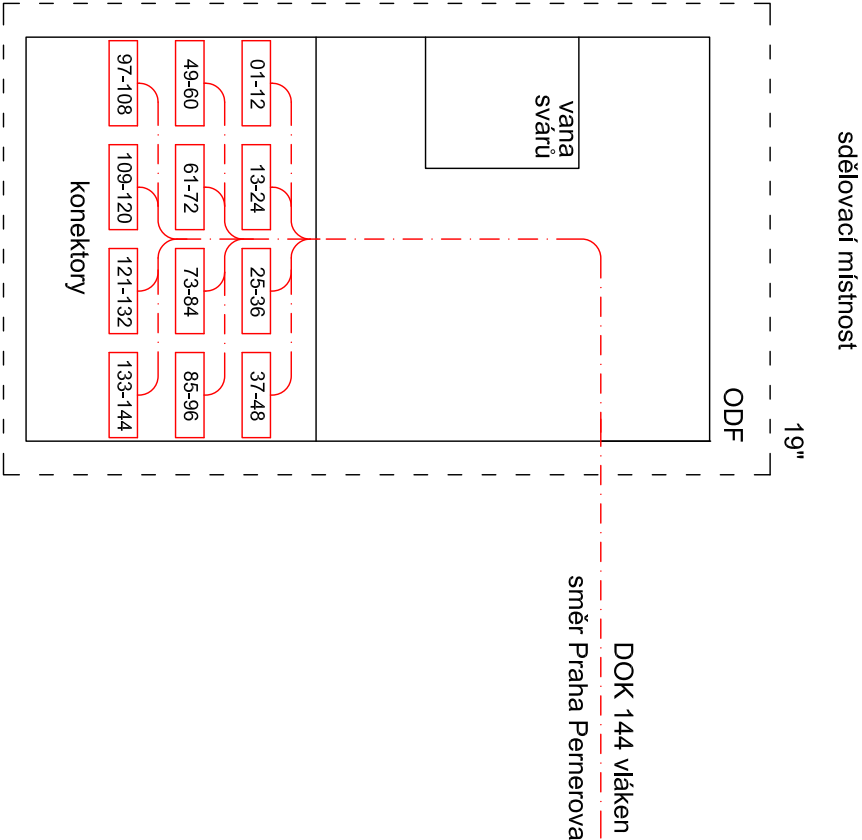 sdělovací místnost
19"
ODF
DOK 144 vláken
směr Praha Pernerova
vana
svárů
01-12
13-24
25-36
37-48
49-60
61-72
73-84
85-96
97-108
109-120
121-132
133-144
konektory